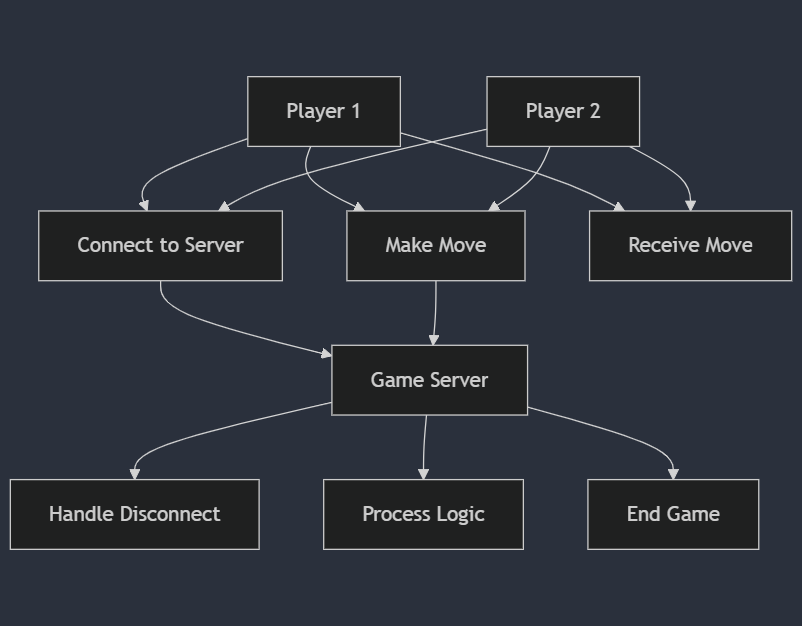 Player 1
Player 2
Connect to Server
Make Move
Receive Move
Game Server
Handle Disconnect
Process Logic
End Game